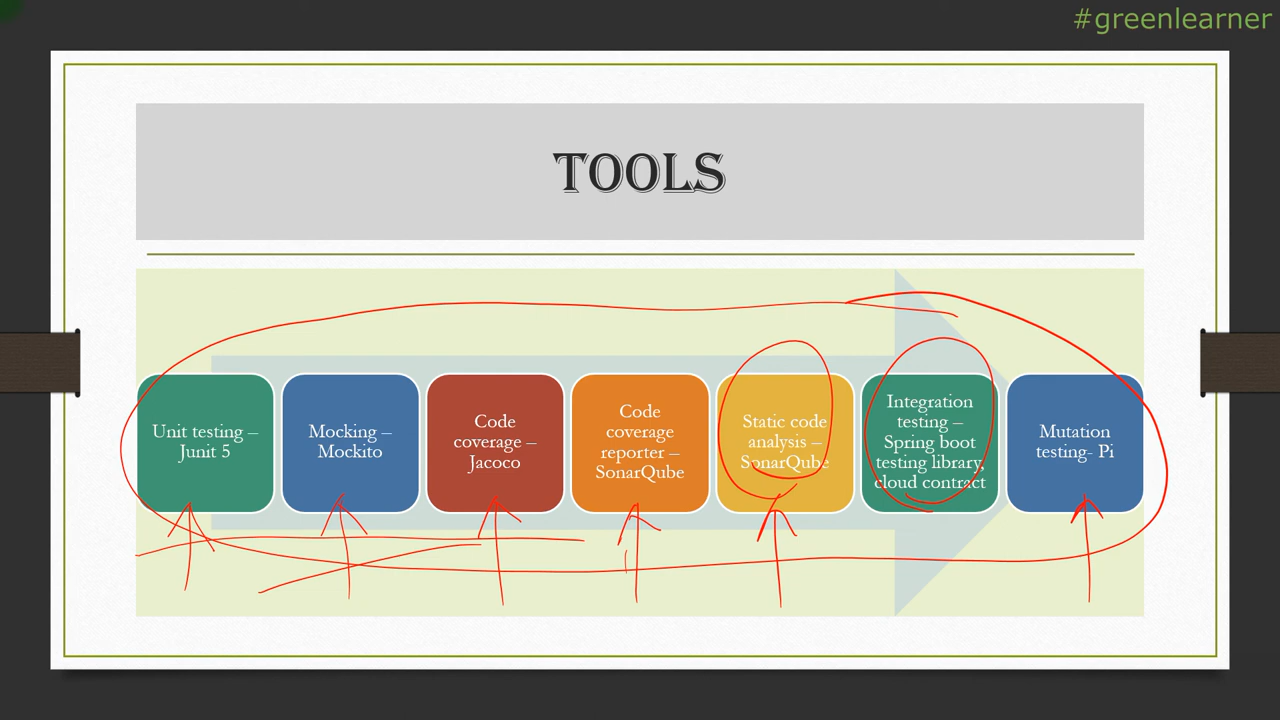 #greenlearner
TOOLS
Unit testing –
Junit 5
Mocking –
Mockito
Code
coverage –
Jacoco
Code
coverage
reporter –
SonarQube
Static code
analysis –
SonarQube
Integration
testing –
Spring boot
testing library,
cloud contract
Mutation
testing- Pi